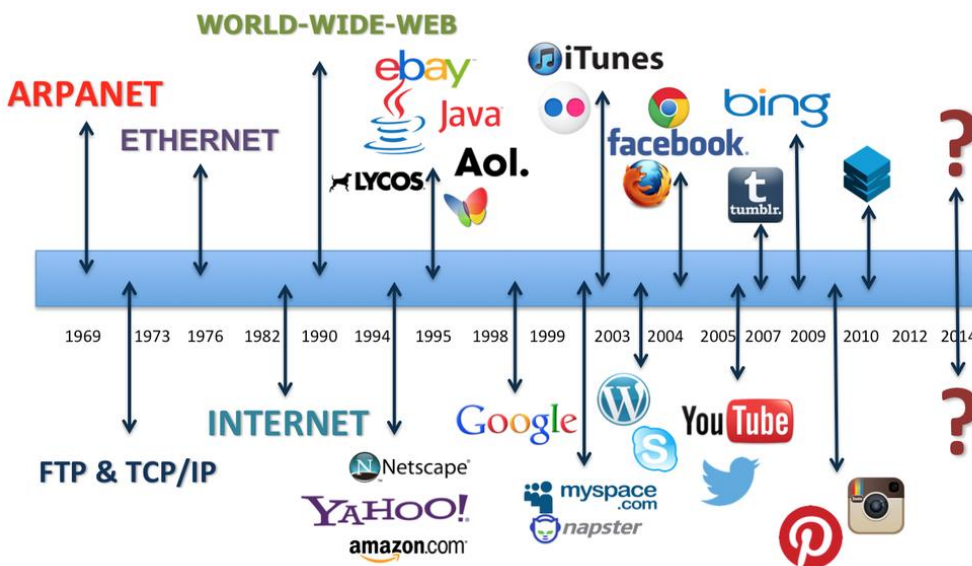 WORLD-WIDE-WEB
ebay™
iTunes
ARPANET
Java
bing
ETHERNET
facebook.
Aol.
LYCOS
t
tumblr.
?
1969 1973 1976 1982 1990 1994 1995 1998 1999 2003 2004 2005 2007 2009 2010 2012 2014
INTERNET
Google
W
S
YouTube
?
FTP & TCP/IP
N Netscape®
YAHOO!
myspace
.com
napster
amazon.com®